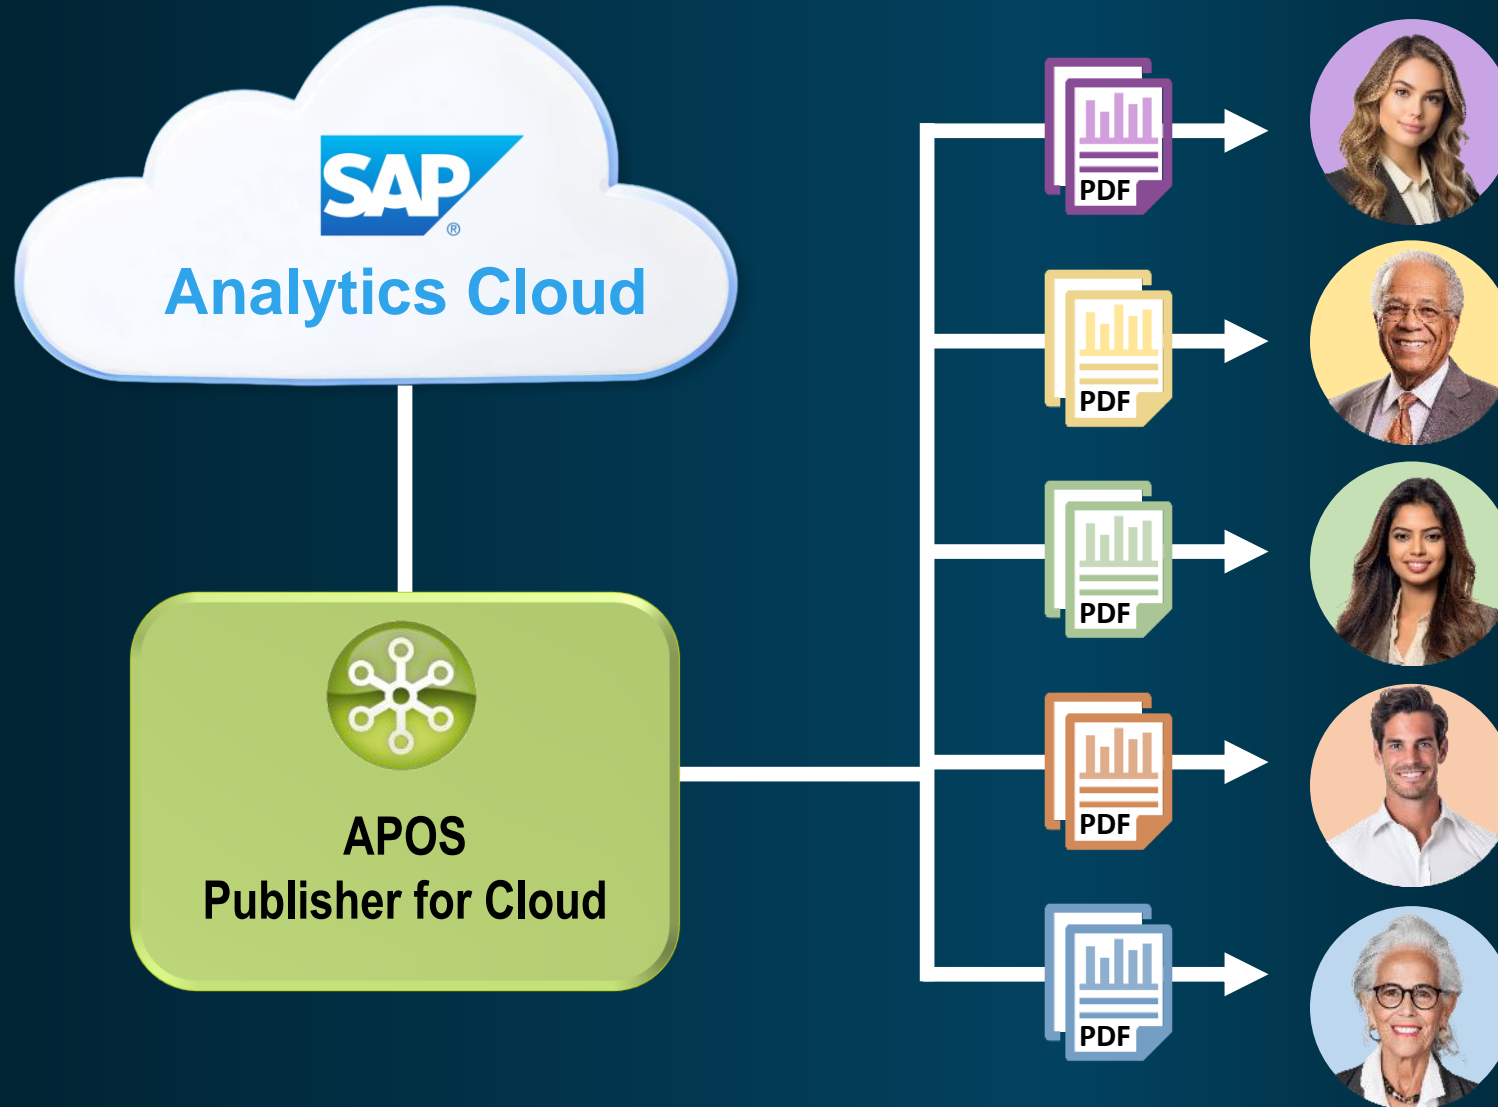 SAP
®
Analytics Cloud
APOS
Publisher for Cloud
PDF
PDF
PDF
PDF
PDF